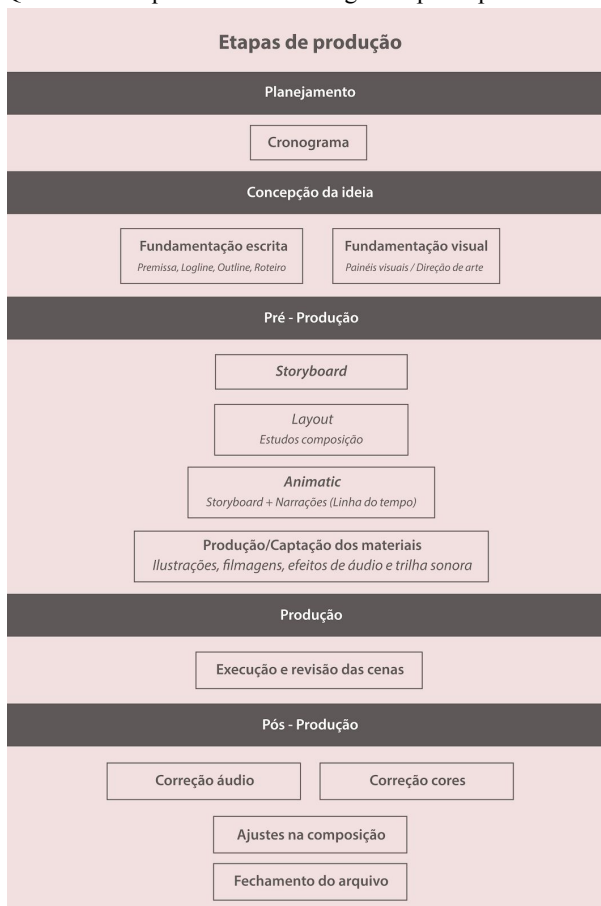 Etapas de produção
Planejamento
Cronograma
Concepção da ideia
Fundamentação escrita
Premissa, Logline, Outline, Roteiro
Fundamentação visual
Painéis visuais / Direção de arte
Pré - Produção
Storyboard
Layout
Estudos composição
Animatic
Storyboard + Narrações (Linha do tempo)
Produção/Captação dos materiais
Ilustrações, filmagens, efeitos de áudio e trilha sonora
Produção
Execução e revisão das cenas
Pós - Produção
Correção áudio
Correção cores
Ajustes na composição
Fechamento do arquivo